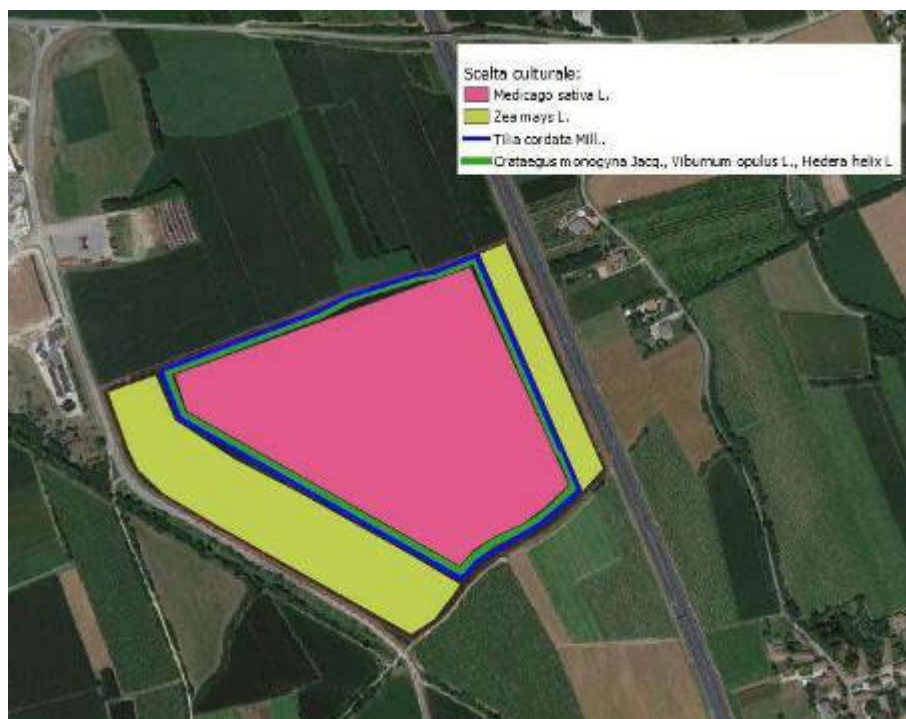 Scelta culturale:
Medicago sativa L.
Zea mays L.
Tilia cordata Mill..
Crataegus monogyna Jacq., Viburnum opulus L., Hedera helix L